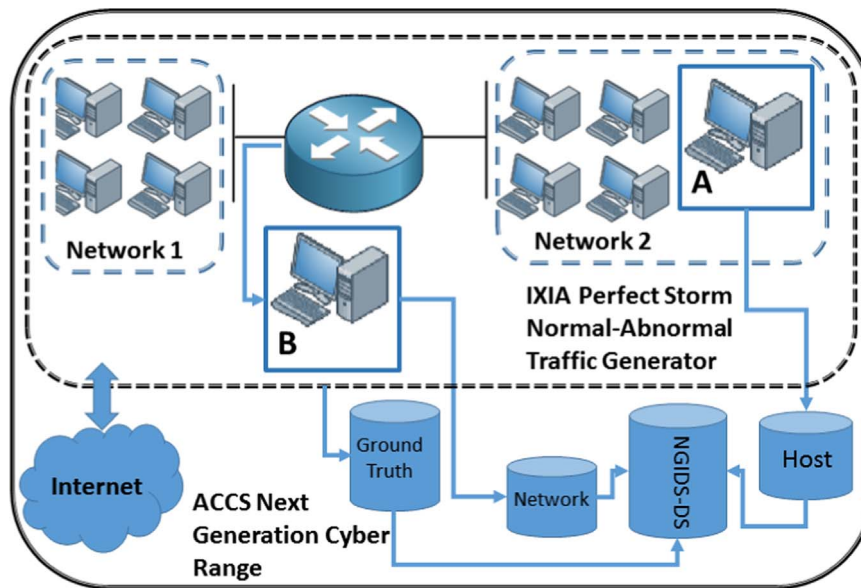 Network 1
A
Network 2
B
IXIA Perfect Storm
Normal-Abnormal
Traffic Generator
Internet
Ground
Truth
Network
NGIDS-DS
Host
ACCS Next
Generation Cyber
Range